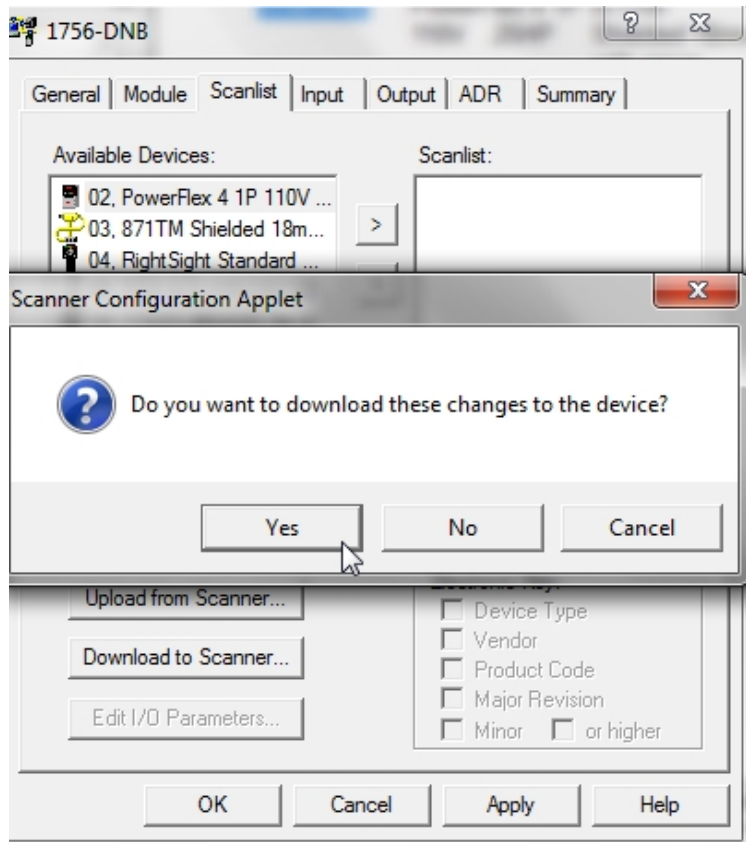 1756-DNB
General Module Scanlist Input Output ADR Summary
Available Devices: Scanlist:
02, PowerFlex 4 1P 110V ...
03, 871TM Shielded 18m... >
04, RightSight Standard ...
Scanner Configuration Applet
Do you want to download these changes to the device?
Yes No Cancel
Upload from Scanner...
Device Type
Vendor
Download to Scanner...
Product Code
Major Revision
Edit I/O Parameters...
Minor or higher
OK Cancel Apply Help